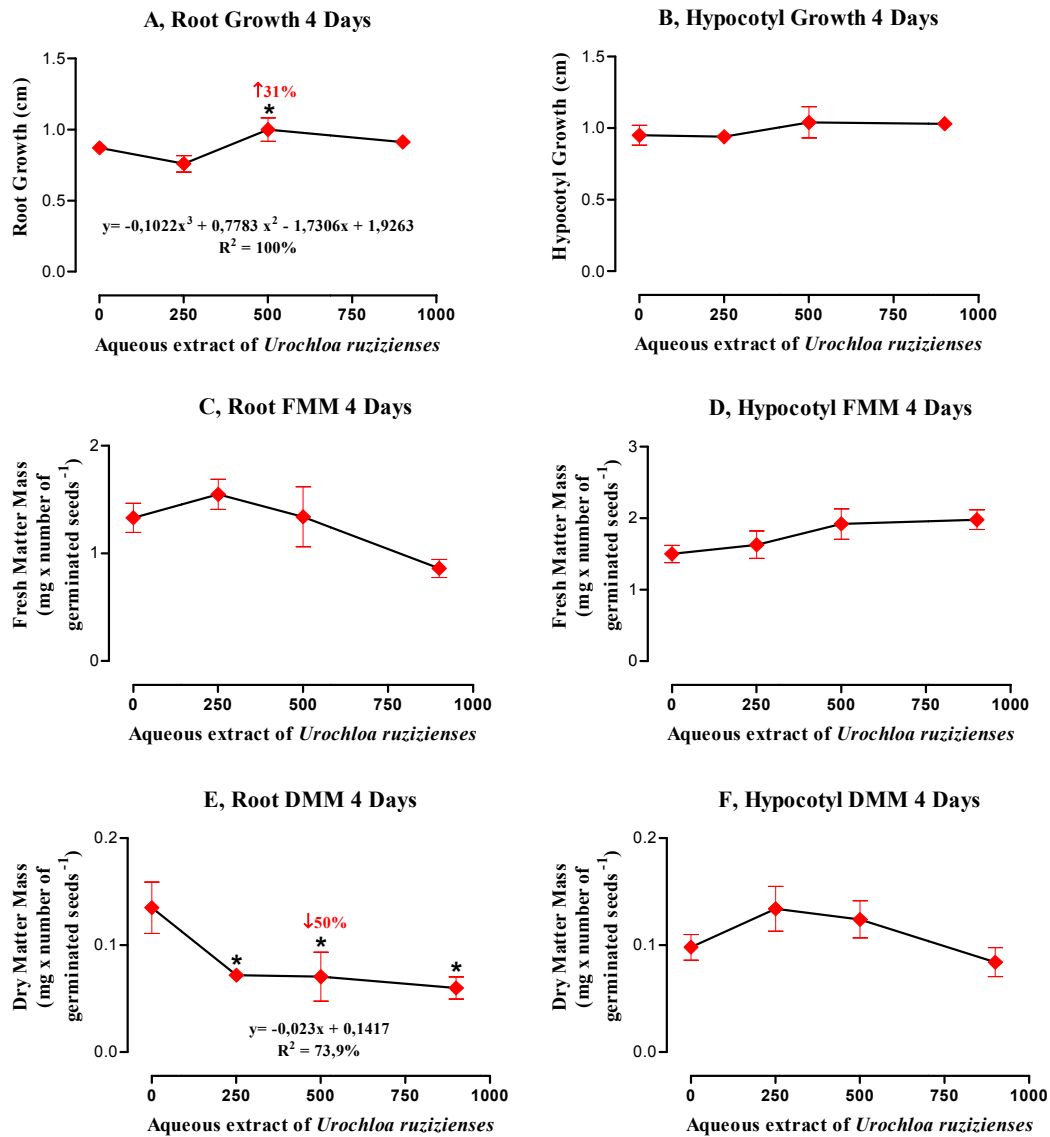 A, Root Growth 4 Days
Root Growth (cm)
1.5
1.0
0.5
0.0
↑31%
*
y= -0,1022x³ + 0,7783 x² - 1,7306x + 1,9263
R² = 100%
0 250 500 750 1000
Aqueous extract of Urochloa ruzizienses
B, Hypocotyl Growth 4 Days
Hypocotyl Growth (cm)
1.5
1.0
0.5
0.0
0 250 500 750 1000
Aqueous extract of Urochloa ruzizienses
C, Root FMM 4 Days
Fresh Matter Mass
(mg x number of
germinated seeds⁻¹)
2
1
0
0 250 500 750 1000
Aqueous extract of Urochloa ruzizienses
D, Hypocotyl FMM 4 Days
Fresh Matter Mass
(mg x number of
germinated seeds⁻¹)
3
2
1
0
0 250 500 750 1000
Aqueous extract of Urochloa ruzizienses
E, Root DMM 4 Days
Dry Matter Mass
(mg x number of
germinated seeds⁻¹)
0.2
0.1
0.0
↓50%
* * *
y= -0,023x + 0,1417
R² = 73,9%
0 250 500 750 1000
Aqueous extract of Urochloa ruzizienses
F, Hypocotyl DMM 4 Days
Dry Matter Mass
(mg x number of
germinated seeds⁻¹)
0.2
0.1
0.0
0 250 500 750 1000
Aqueous extract of Urochloa ruzizienses